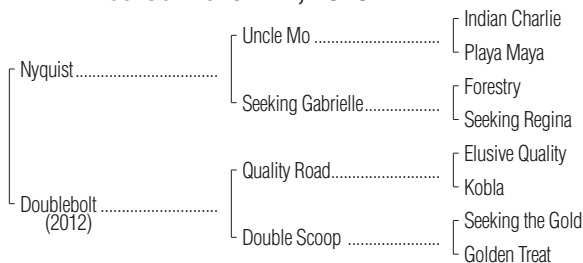 Indian Charlie
Uncle Mo
Playa Maya
Nyquist
Forestry
Seeking Gabrielle
Seeking Regina
Elusive Quality
Quality Road
Kobla
Doublebolt
(2012)
Seeking the Gold
Double Scoop
Golden Treat